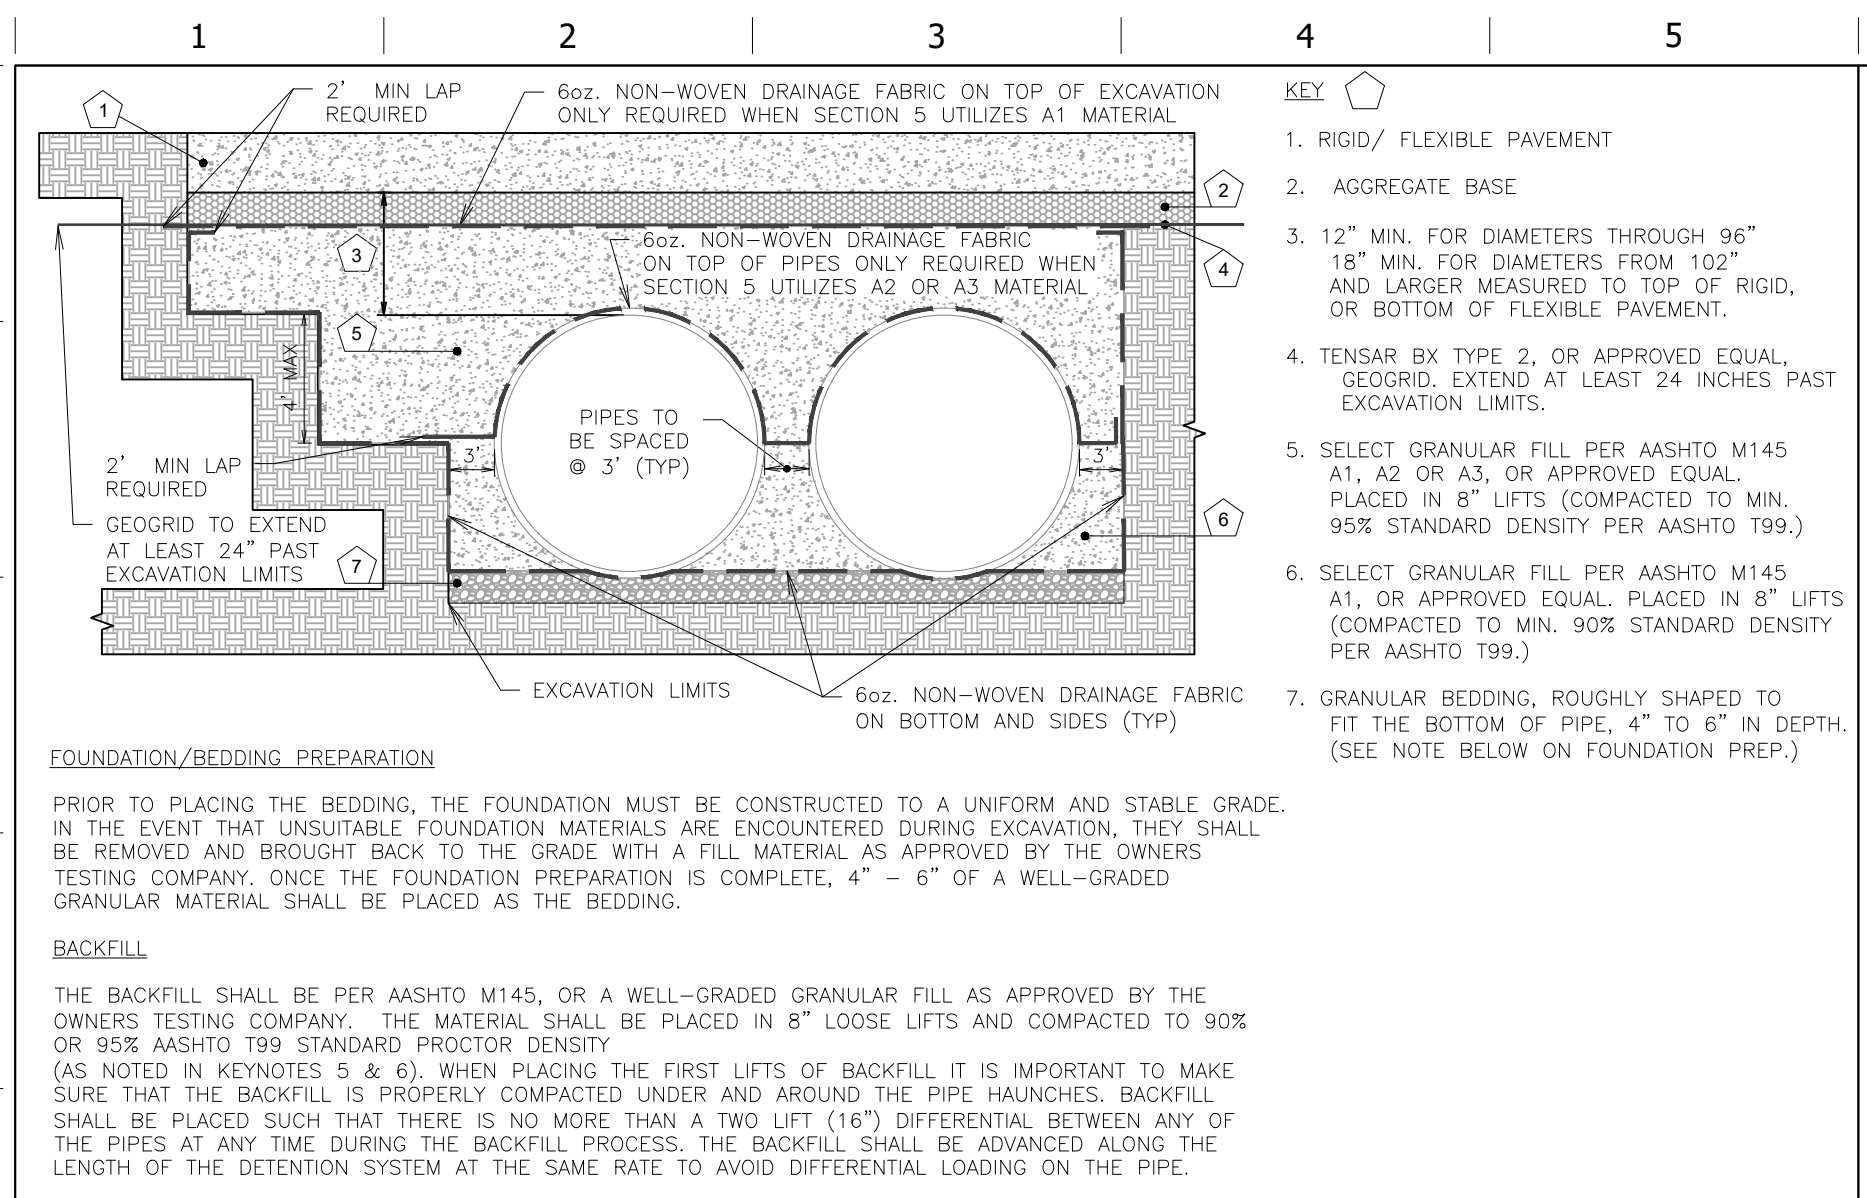 1 2 3 4 5
2' MIN LAP
REQUIRED
6oz. NON-WOVEN DRAINAGE FABRIC ON TOP OF EXCAVATION
ONLY REQUIRED WHEN SECTION 5 UTILIZES A1 MATERIAL
1
2
3
4
6oz. NON-WOVEN DRAINAGE FABRIC
ON TOP OF PIPES ONLY REQUIRED WHEN
SECTION 5 UTILIZES A2 OR A3 MATERIAL
5
4' MAX
PIPES TO
BE SPACED
@ 3' (TYP)
3'
3'
2' MIN LAP
REQUIRED
GEOGRID TO EXTEND
AT LEAST 24" PAST
EXCAVATION LIMITS
6
7
EXCAVATION LIMITS
6oz. NON-WOVEN DRAINAGE FABRIC
ON BOTTOM AND SIDES (TYP)
KEY
1. RIGID/ FLEXIBLE PAVEMENT
2. AGGREGATE BASE
3. 12" MIN. FOR DIAMETERS THROUGH 96"
18" MIN. FOR DIAMETERS FROM 102"
AND LARGER MEASURED TO TOP OF RIGID,
OR BOTTOM OF FLEXIBLE PAVEMENT.
4. TENSAR BX TYPE 2, OR APPROVED EQUAL,
GEOGRID. EXTEND AT LEAST 24 INCHES PAST
EXCAVATION LIMITS.
5. SELECT GRANULAR FILL PER AASHTO M145
A1, A2 OR A3, OR APPROVED EQUAL.
PLACED IN 8" LIFTS (COMPACTED TO MIN.
95% STANDARD DENSITY PER AASHTO T99.)
6. SELECT GRANULAR FILL PER AASHTO M145
A1, OR APPROVED EQUAL. PLACED IN 8" LIFTS
(COMPACTED TO MIN. 90% STANDARD DENSITY
PER AASHTO T99.)
7. GRANULAR BEDDING, ROUGHLY SHAPED TO
FIT THE BOTTOM OF PIPE, 4" TO 6" IN DEPTH.
(SEE NOTE BELOW ON FOUNDATION PREP.)
FOUNDATION/BEDDING PREPARATION
PRIOR TO PLACING THE BEDDING, THE FOUNDATION MUST BE CONSTRUCTED TO A UNIFORM AND STABLE GRADE.
IN THE EVENT THAT UNSUITABLE FOUNDATION MATERIALS ARE ENCOUNTERED DURING EXCAVATION, THEY SHALL
BE REMOVED AND BROUGHT BACK TO THE GRADE WITH A FILL MATERIAL AS APPROVED BY THE OWNERS
TESTING COMPANY. ONCE THE FOUNDATION PREPARATION IS COMPLETE, 4" - 6" OF A WELL-GRADED
GRANULAR MATERIAL SHALL BE PLACED AS THE BEDDING.
BACKFILL
THE BACKFILL SHALL BE PER AASHTO M145, OR A WELL-GRADED GRANULAR FILL AS APPROVED BY THE
OWNERS TESTING COMPANY. THE MATERIAL SHALL BE PLACED IN 8" LOOSE LIFTS AND COMPACTED TO 90%
OR 95% AASHTO T99 STANDARD PROCTOR DENSITY
(AS NOTED IN KEYNOTES 5 & 6). WHEN PLACING THE FIRST LIFTS OF BACKFILL IT IS IMPORTANT TO MAKE
SURE THAT THE BACKFILL IS PROPERLY COMPACTED UNDER AND AROUND THE PIPE HAUNCHES. BACKFILL
SHALL BE PLACED SUCH THAT THERE IS NO MORE THAN A TWO LIFT (16") DIFFERENTIAL BETWEEN ANY OF
THE PIPES AT ANY TIME DURING THE BACKFILL PROCESS. THE BACKFILL SHALL BE ADVANCED ALONG THE
LENGTH OF THE DETENTION SYSTEM AT THE SAME RATE TO AVOID DIFFERENTIAL LOADING ON THE PIPE.